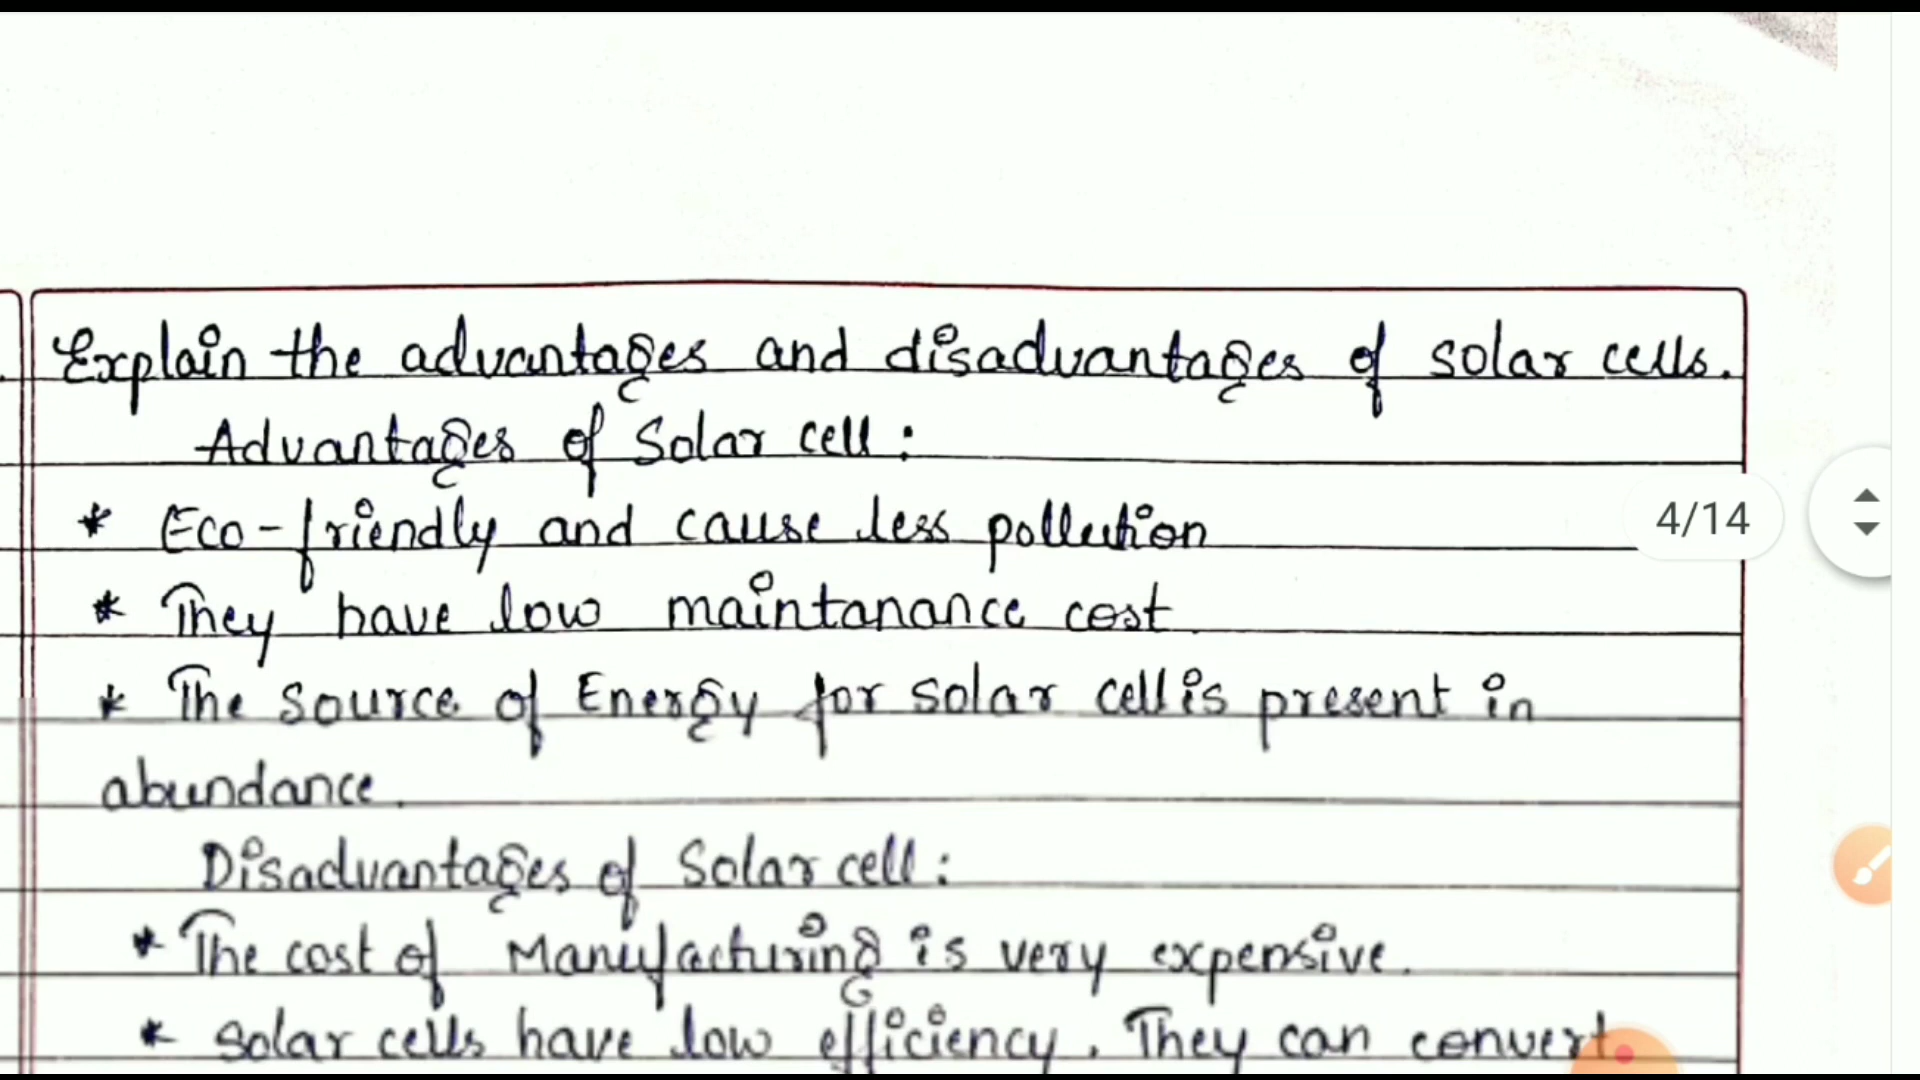 Explain the advantages and disadvantages of solar cells.
Advantages of Solar cell :
* Eco-friendly and cause less pollution
* They have low maintanance cost
* The source of Energy for solar cell is present in
abundance.
Disadvantages of Solar cell :
* The cost of Manufacturing is very expensive.
* Solar cells have low efficiency. They can convert
4/14